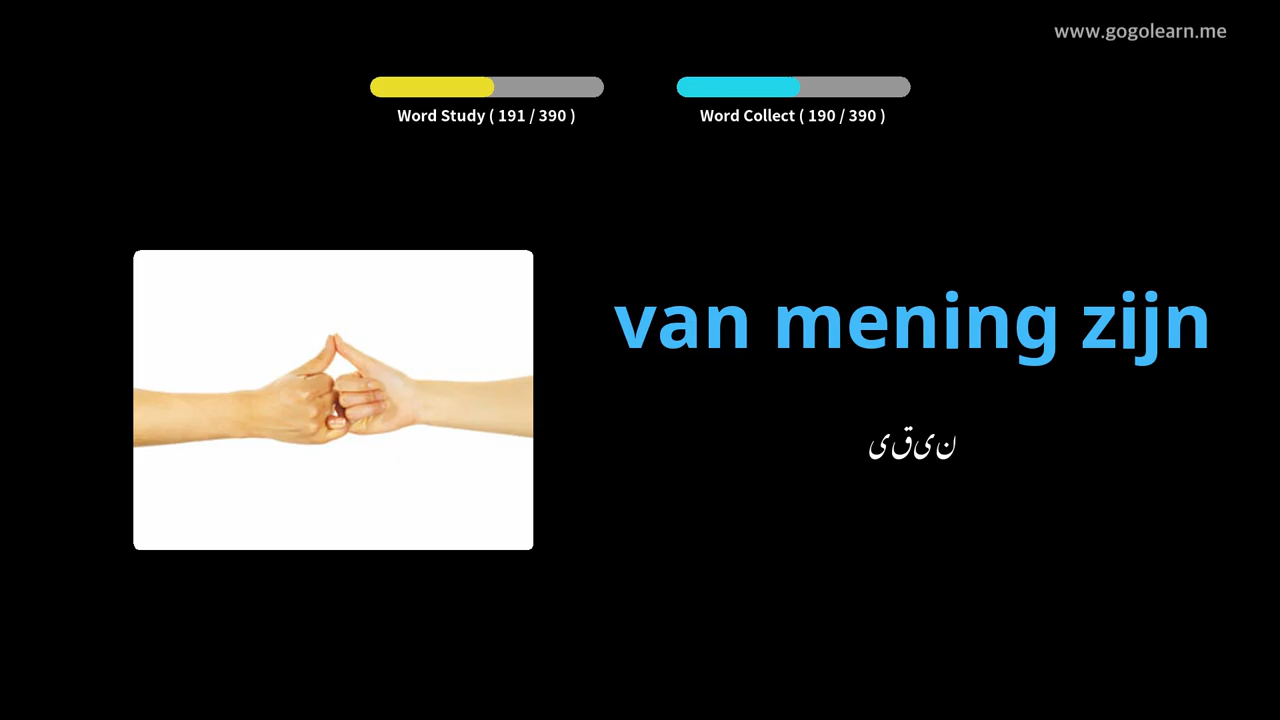 www.gogolearn.me
Word Study ( 191 / 390 )
Word Collect ( 190 / 390 )
van mening zijn
یقین